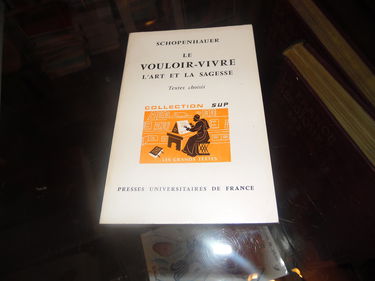 SCHOPENHAUER
LE
VOULOIR-VIVRE
L'ART ET LA SAGESSE
Textes choisis
COLLECTION SUP
LES GRANDS TEXTES
PRESSES UNIVERSITAIRES DE FRANCE